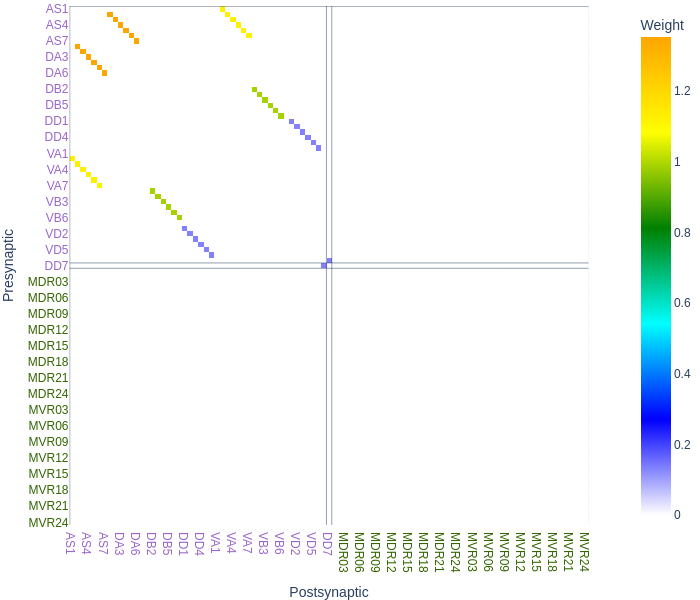 Weight
AS1
AS4
AS7
DA3
DA6
DB2
DB5
DD1
DD4
VA1
VA4
VA7
VB3
VB6
VD2
VD5
DD7
MDR03
MDR06
MDR09
MDR12
MDR15
MDR18
MDR21
MDR24
MVR03
MVR06
MVR09
MVR12
MVR15
MVR18
MVR21
MVR24
Presynaptic
1.2
1
0.8
0.6
0.4
0.2
0
AS1
AS4
AS7
DA3
DA6
DB2
DB5
DD1
DD4
VA1
VA4
VA7
VB3
VB6
VD2
VD5
DD7
MDR03
MDR06
MDR09
MDR12
MDR15
MDR18
MDR21
MDR24
MVR03
MVR06
MVR09
MVR12
MVR15
MVR18
MVR21
MVR24
Postsynaptic